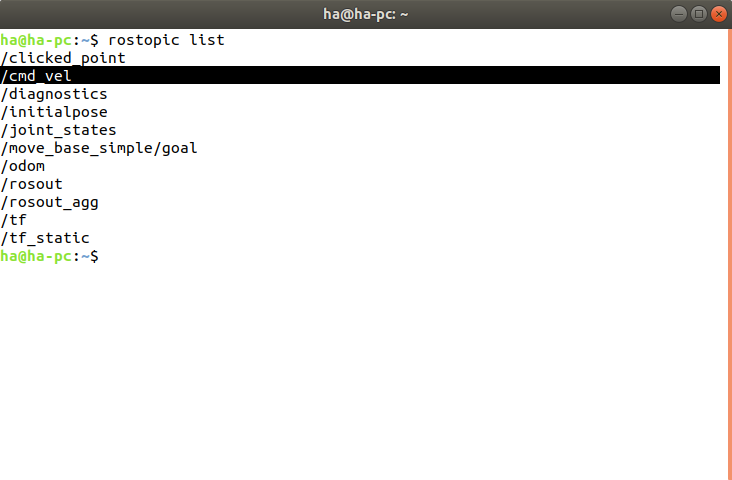 ha@ha-pc: ~
ha@ha-pc:~$ rostopic list
/clicked_point
/cmd_vel
/diagnostics
/initialpose
/joint_states
/move_base_simple/goal
/odom
/rosout
/rosout_agg
/tf
/tf_static
ha@ha-pc:~$